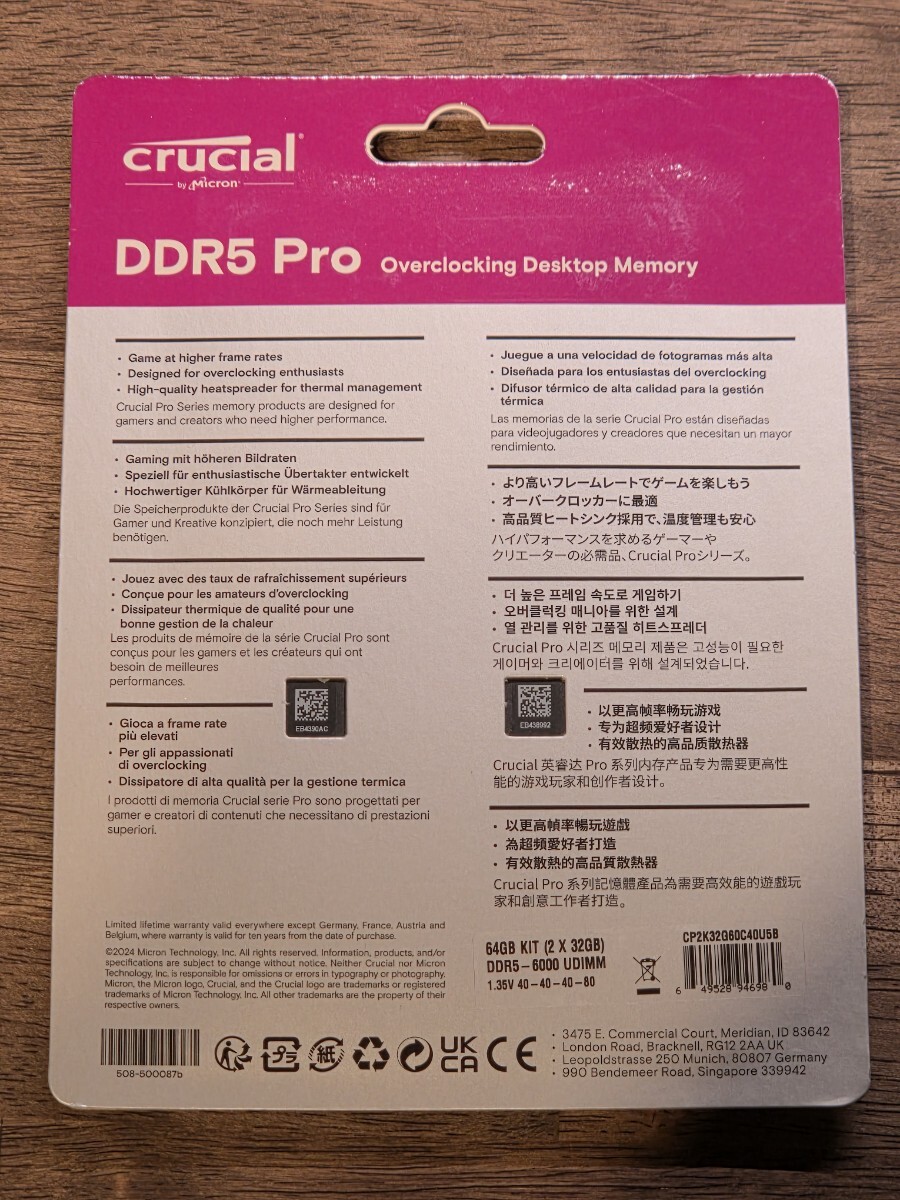 crucial
by Micron
DDR5 Pro Overclocking Desktop Memory
• Game at higher frame rates
• Designed for overclocking enthusiasts
• High-quality heatspreader for thermal management
Crucial Pro Series memory products are designed for
gamers and creators who need higher performance.
• Gaming mit höheren Bildraten
• Speziell für enthusiastische Übertakter entwickelt
• Hochwertiger Kühlkörper für Wärmeableitung
Die Speicherprodukte der Crucial Pro Series sind für
Gamer und Kreative konzipiert, die noch mehr Leistung
benötigen.
• Jouez avec des taux de rafraîchissement supérieurs
• Conçue pour les amateurs d'overclocking
• Dissipateur thermique de qualité pour une
bonne gestion de la chaleur
Les produits de mémoire de la série Crucial Pro sont
conçus pour les gamers et les créateurs qui ont
besoin de meilleures
performances.
EB4390AC
• Gioca a frame rate
più elevati
• Per gli appassionati
di overclocking
• Dissipatore di alta qualità per la gestione termica
I prodotti di memoria Crucial serie Pro sono progettati per
gamer e creatori di contenuti che necessitano di prestazioni
superiori.
• Juegue a una velocidad de fotogramas más alta
• Diseñada para los entusiastas del overclocking
• Difusor térmico de alta calidad para la gestión
térmica
Las memorias de la serie Crucial Pro están diseñadas
para videojugadores y creadores que necesitan un mayor
rendimiento.
• より高いフレームレートでゲームを楽しもう
• オーバークロッカーに最適
• 高品質ヒートシンク採用で、温度管理も安心
ハイパフォーマンスを求めるゲーマーや
クリエーターの必需品、Crucial Proシリーズ。
• 더 높은 프레임 속도로 게임하기
• 오버클럭킹 매니아를 위한 설계
• 열 관리를 위한 고품질 히트스프레더
Crucial Pro 시리즈 메모리 제품은 고성능이 필요한
게이머와 크리에이터를 위해 설계되었습니다.
EB438992
• 以更高帧率畅玩游戏
• 专为超频爱好者设计
• 有效散热的高品质散热器
Crucial 英睿达 Pro 系列内存产品专为需要更高性
能的游戏玩家和创作者设计。
• 以更高幀率暢玩遊戲
• 為超頻愛好者打造
• 有效散熱的高品質散熱器
Crucial Pro 系列記憶體產品為需要高效能的遊戲玩
家和創意工作者打造。
Limited lifetime warranty valid everywhere except Germany, France, Austria and
Belgium, where warranty is valid for ten years from the date of purchase.
©2024 Micron Technology, Inc. All rights reserved. Information, products, and/or
specifications are subject to change without notice. Neither Crucial nor Micron
Technology, Inc. is responsible for omissions or errors in typography or photography.
Micron, the Micron logo, Crucial, and the Crucial logo are trademarks or registered
trademarks of Micron Technology, Inc. All other trademarks are the property of their
respective owners.
64GB KIT (2 X 32GB)
DDR5-6000 UDIMM
1.35V 40-40-40-80
CP2K32G60C40U5B
6 49528 94698 0
508-500087b
プラ
紙
UK
CA
CE
• 3475 E. Commercial Court, Meridian, ID 83642
• London Road, Bracknell, RG12 2AA UK
• Leopoldstrasse 250 Munich, 80807 Germany
• 990 Bendemeer Road, Singapore 339942